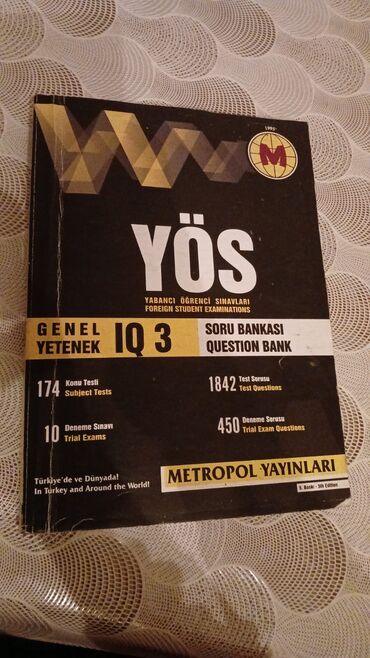 1995
M
YÖS
YABANCI ÖĞRENCİ SINAVLARI
FOREIGN STUDENT EXAMINATIONS
GENEL
YETENEK
IQ 3
SORU BANKASI
QUESTION BANK
174 Konu Testi
Subject Tests
1842 Test Sorusu
Test Questions
10 Deneme Sınavı
Trial Exams
450 Deneme Sorusu
Trial Exam Questions
Türkiye'de ve Dünyada!
In Turkey and Around the World!
METROPOL YAYINLARI
5. Baskı - 5th Edition